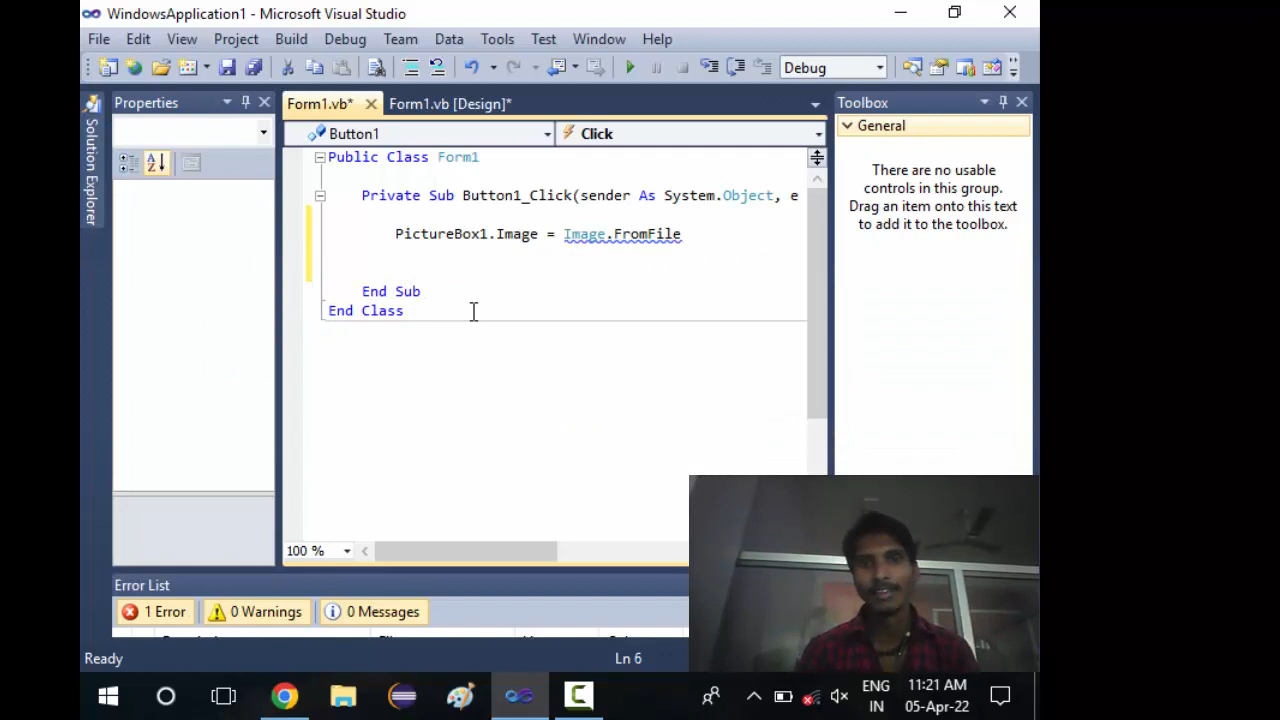 WindowsApplication1 - Microsoft Visual Studio
File Edit View Project Build Debug Team Data Tools Test Window Help
Debug
Solution Explorer
Properties
Form1.vb*
Form1.vb [Design]*
Toolbox
Button1
Click
General
There are no usable
controls in this group.
Drag an item onto this text
to add it to the toolbox.
Public Class Form1
Private Sub Button1_Click(sender As System.Object, e
PictureBox1.Image = Image.FromFile
End Sub
End Class
100 %
Error List
1 Error
0 Warnings
0 Messages
Ready
Ln 6
ENG
IN
11:21 AM
05-Apr-22